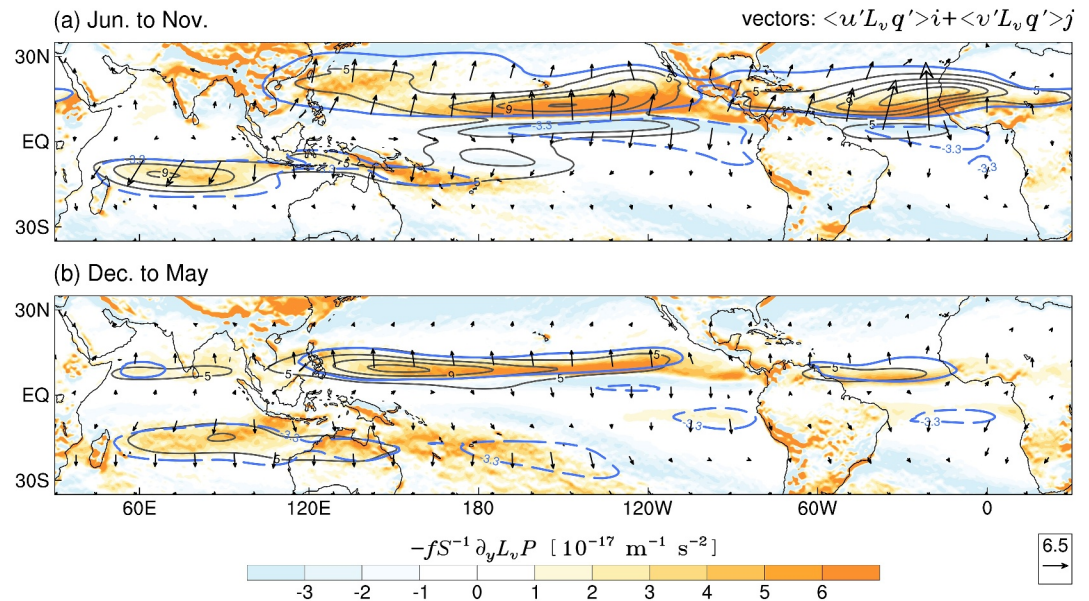 (a) Jun. to Nov.
vectors: <u′L_v q′>i+<v′L_v q′>j
30N
EQ
30S
5
9
-3.3
5
9
5
5
-3.3
-3.3
-3.3
9
5
(b) Dec. to May
30N
EQ
30S
5
9
5
5
5
-3.3
5
-3.3
-3.3
-3.3
60E 120E 180 120W 60W 0
−fS⁻¹ ∂_y L_v P [10⁻¹⁷ m⁻¹ s⁻²]
-3 -2 -1 0 1 2 3 4 5 6
6.5